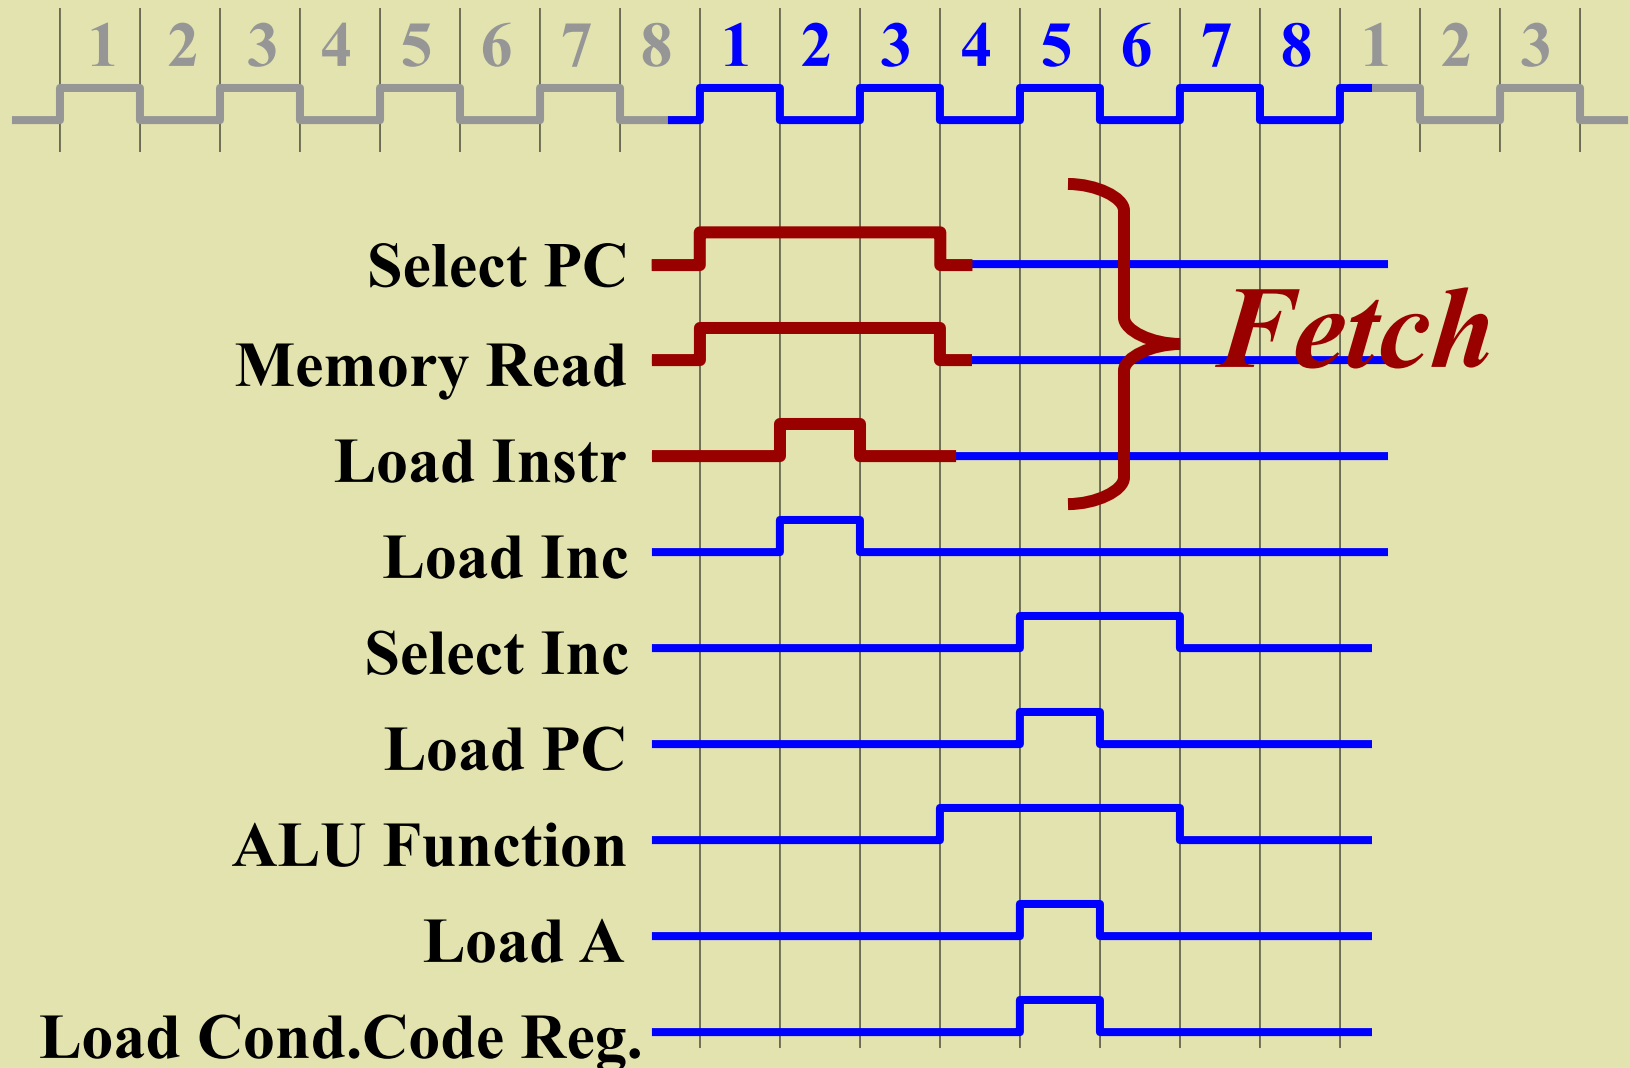 1 2 3 4 5 6 7 8 1 2 3 4 5 6 7 8 1 2 3
Select PC
Fetch
Memory Read
Load Instr
Load Inc
Select Inc
Load PC
ALU Function
Load A
Load Cond.Code Reg.